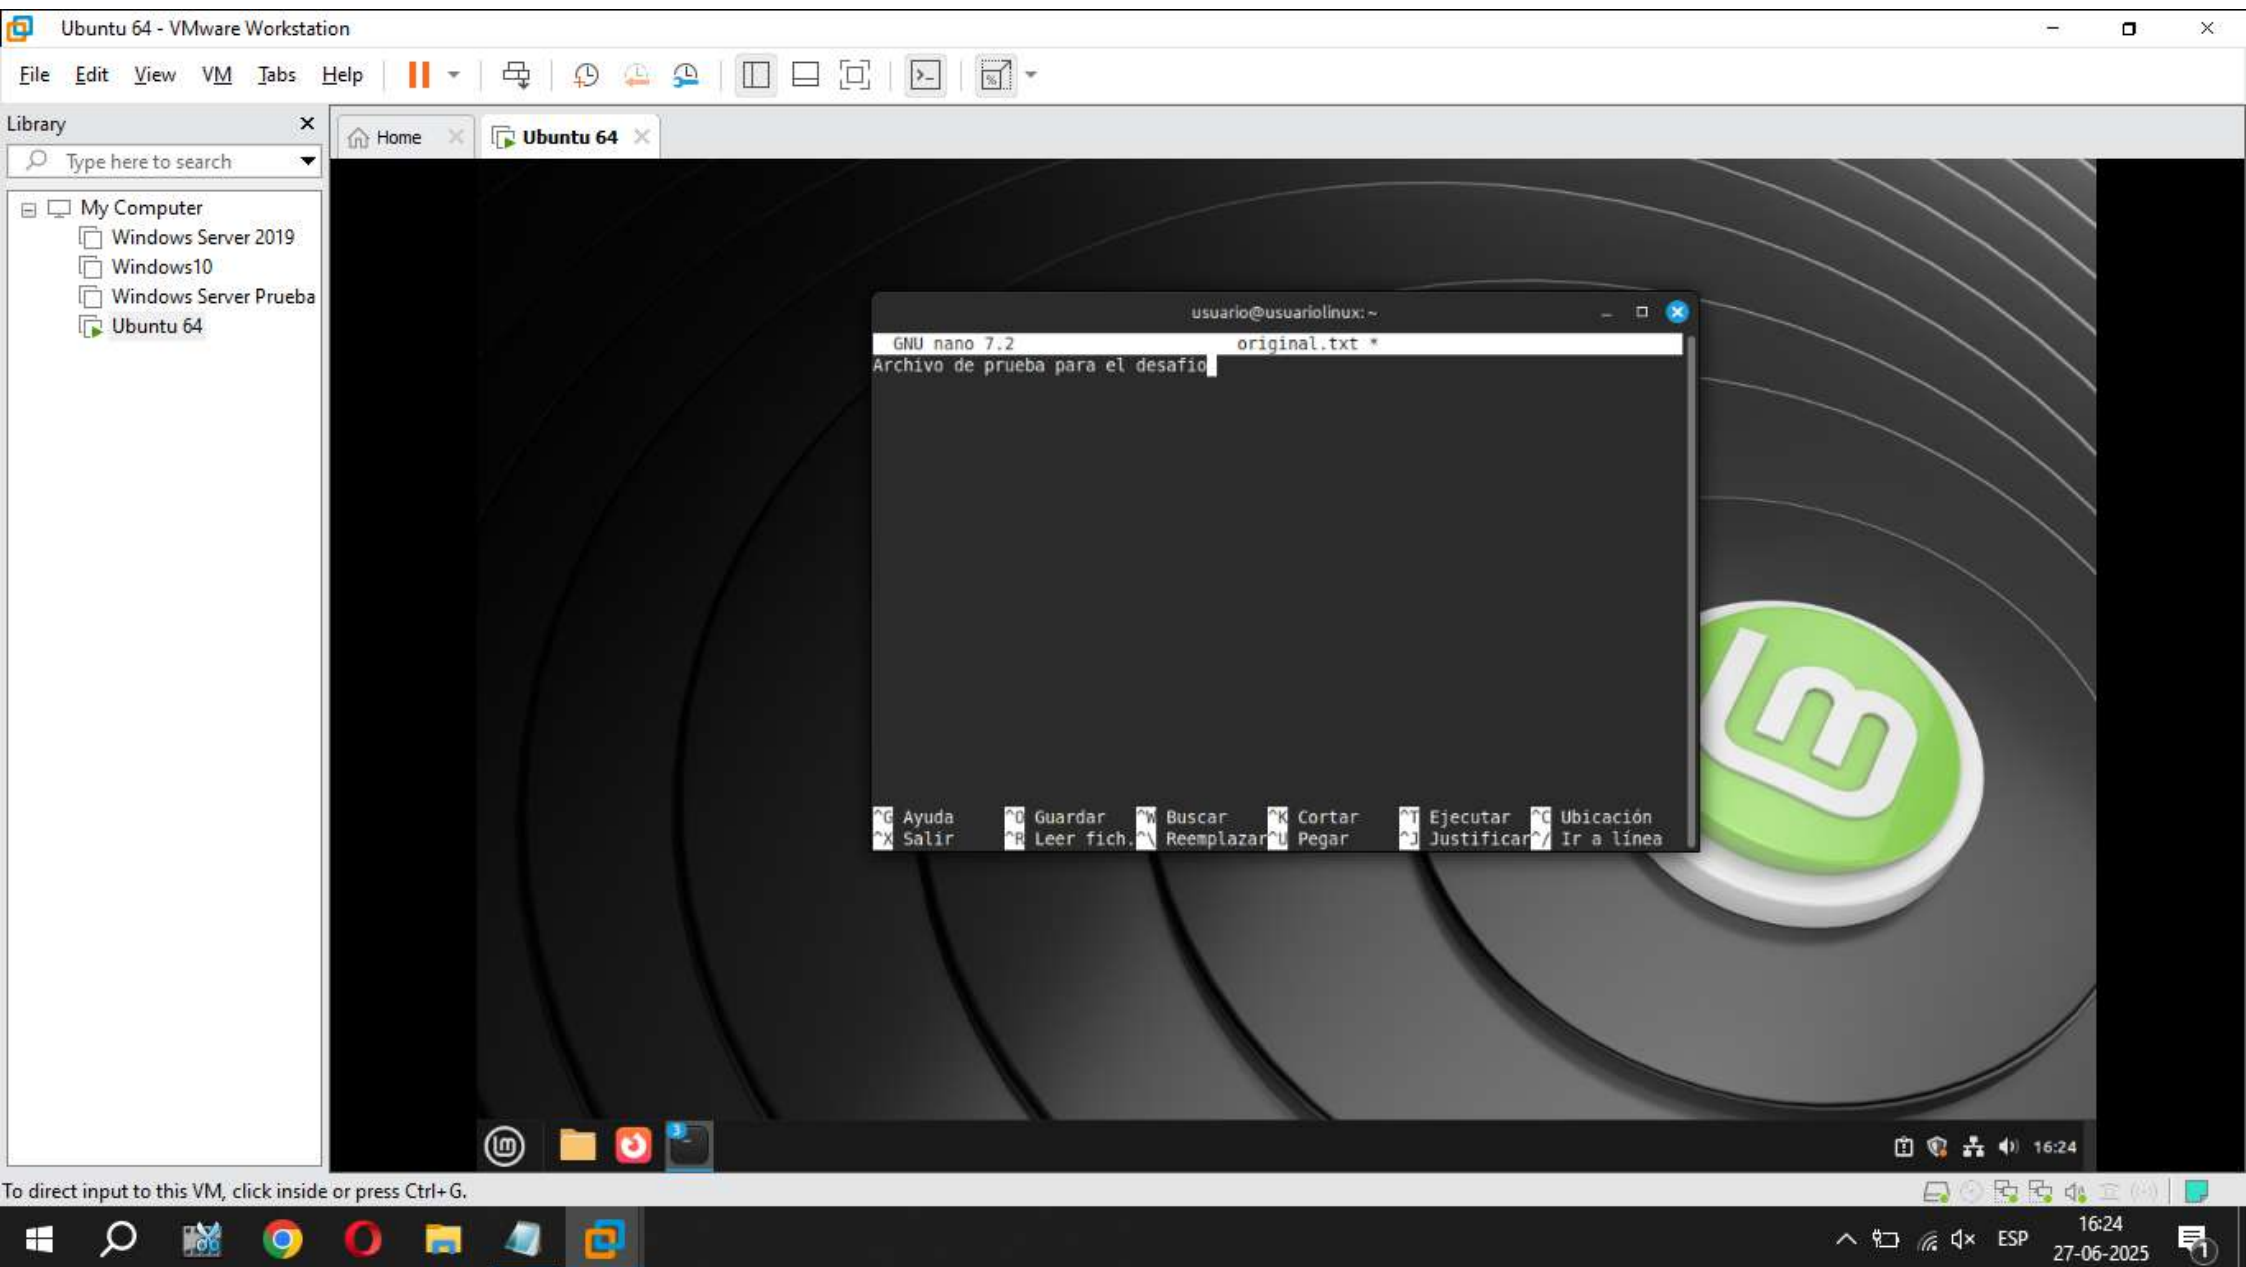 Ubuntu 64 - VMware Workstation
File Edit View VM Tabs Help
Library
Home
Ubuntu 64
Type here to search
My Computer
Windows Server 2019
Windows10
Windows Server Prueba
Ubuntu 64
usuario@usuariolinux: ~
GNU nano 7.2 original.txt *
Archivo de prueba para el desafio
^G Ayuda ^O Guardar ^W Buscar ^K Cortar ^T Ejecutar ^C Ubicación
^X Salir ^R Leer fich. ^\ Reemplazar ^U Pegar ^J Justificar ^/ Ir a línea
3
16:24
To direct input to this VM, click inside or press Ctrl+G.
ESP
16:24
27-06-2025
1